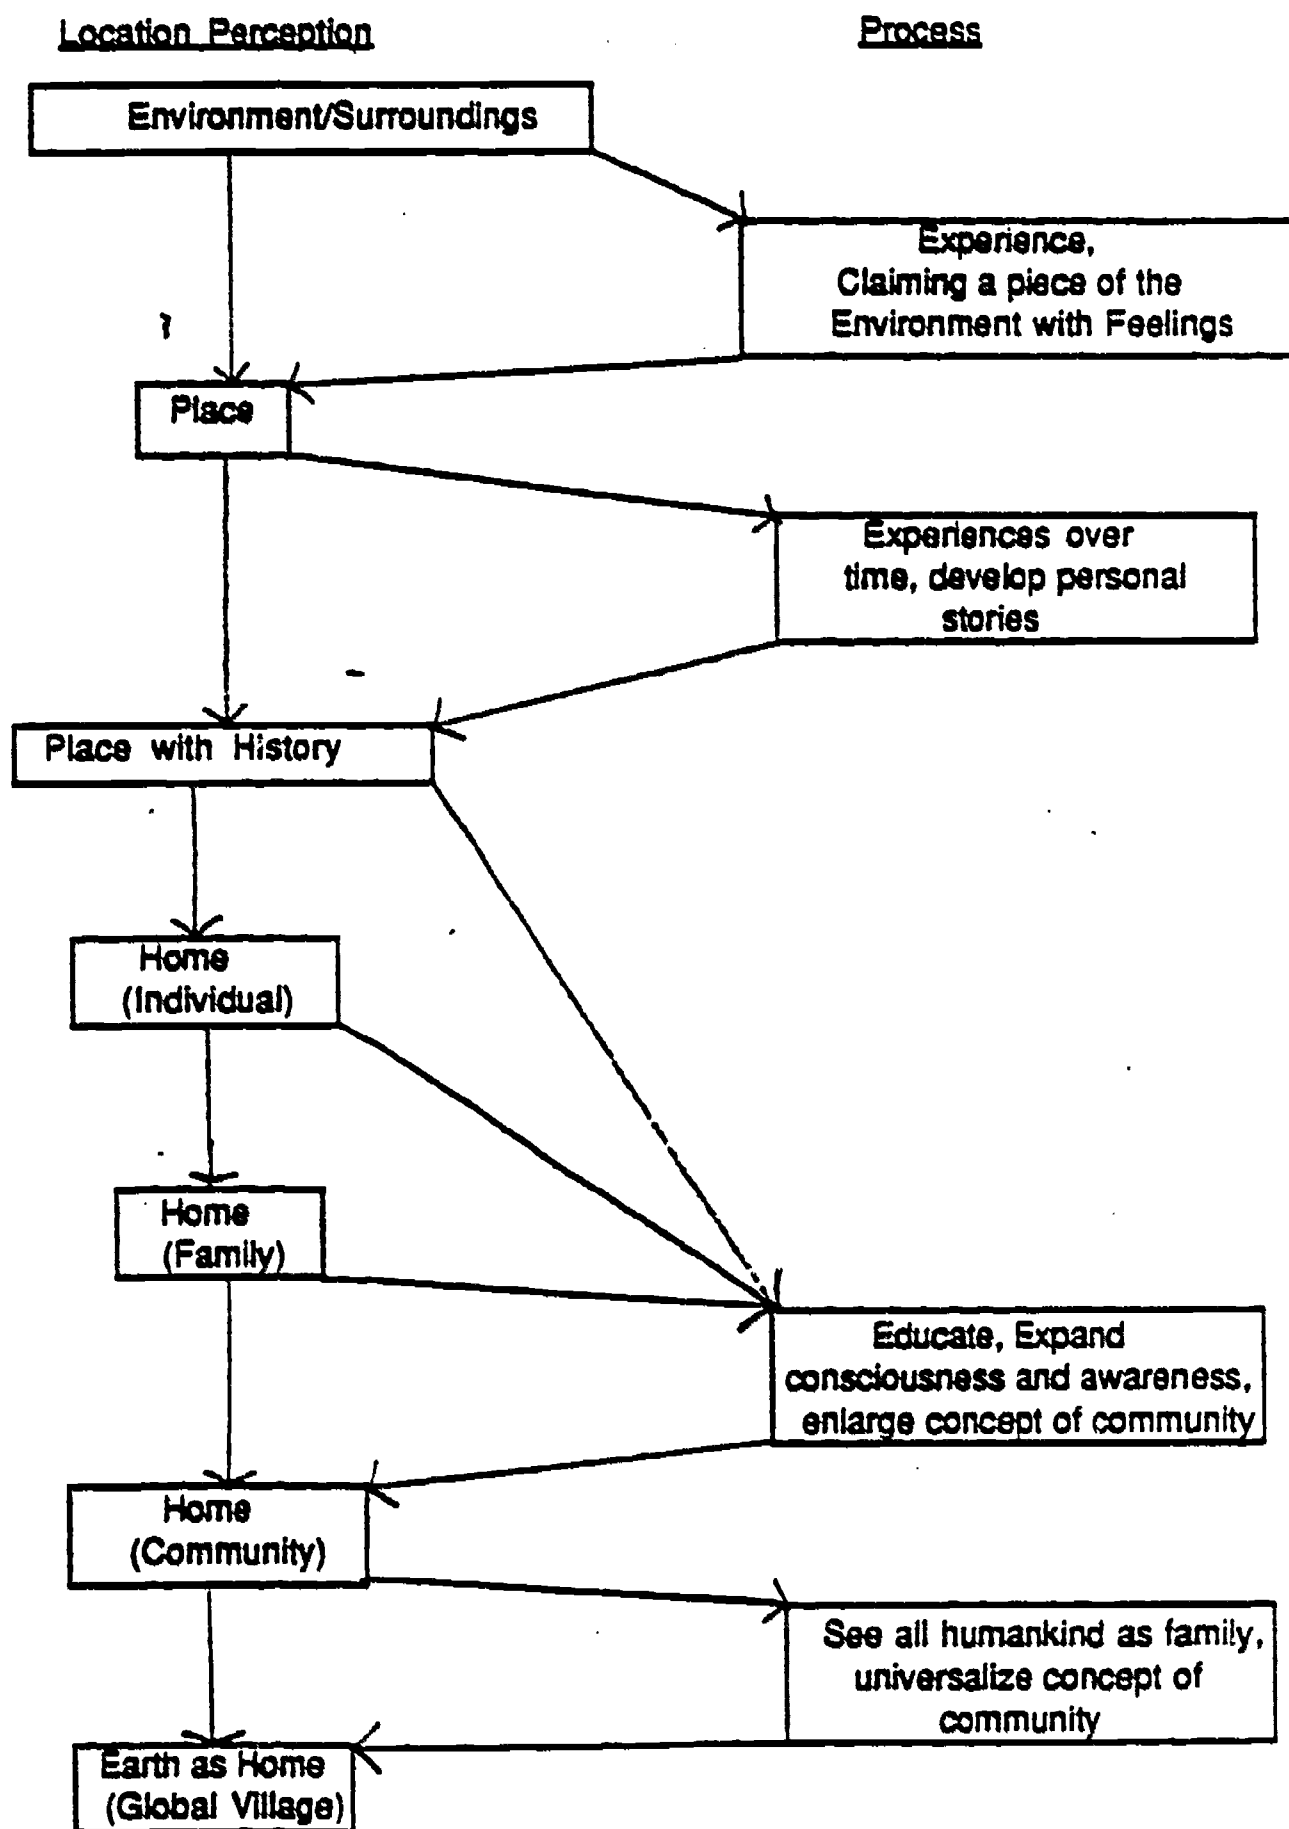 Location Perception
Process
Environment/Surroundings
Experience,
Claiming a piece of the
Environment with Feelings
Place
Experiences over
time, develop personal
stories
Place with History
Home
(Individual)
Home
(Family)
Educate, Expand
consciousness and awareness,
enlarge concept of community
Home
(Community)
See all humankind as family,
universalize concept of
community
Earth as Home
(Global Village)